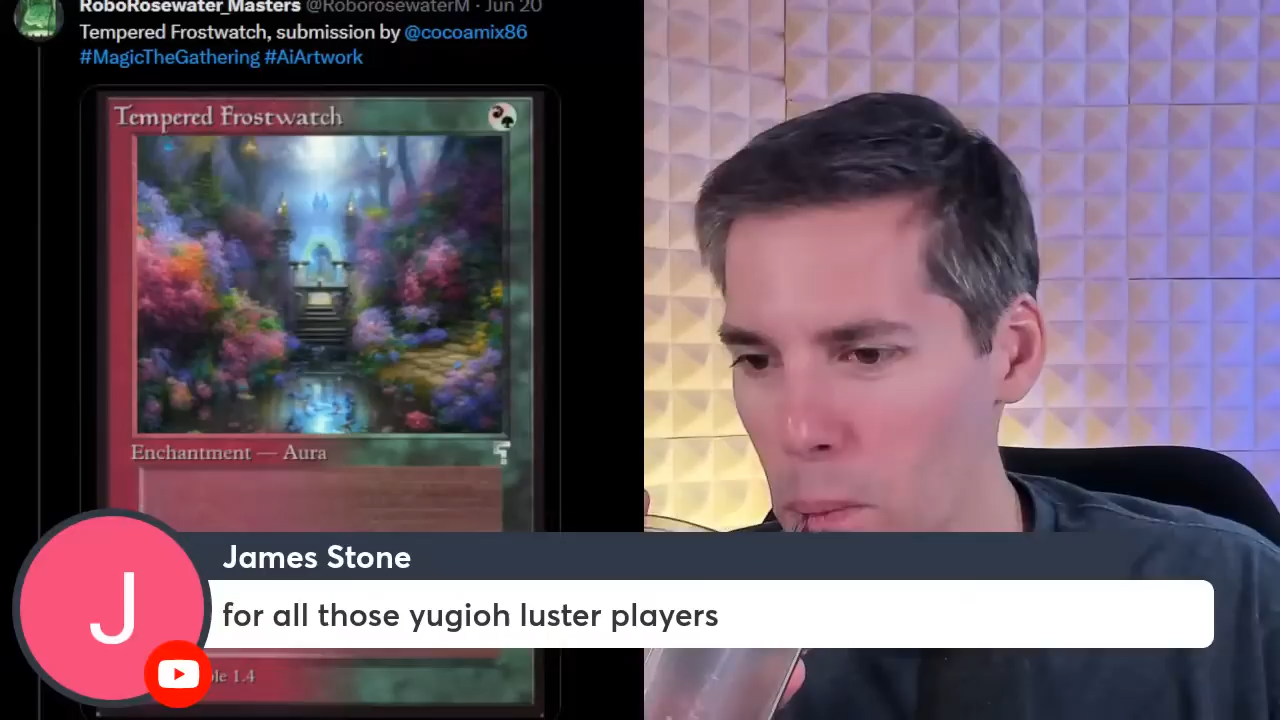 RoboRosewater_Masters @RoborosewaterM · Jun 20
Tempered Frostwatch, submission by @cocoamix86
#MagicTheGathering #AiArtwork
Tempered Frostwatch
Enchantment — Aura
James Stone
J
for all those yugioh luster players
1.4